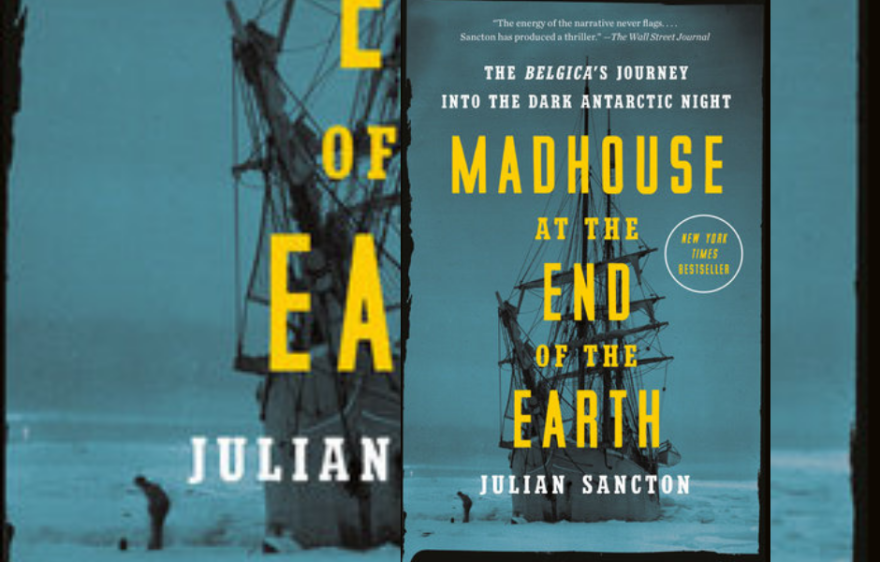 E
OF
EA
JULIAN
"The energy of the narrative never flags. . . .
Sancton has produced a thriller." —The Wall Street Journal
THE BELGICA'S JOURNEY
INTO THE DARK ANTARCTIC NIGHT
MADHOUSE
AT THE
END
OF THE
EARTH
NEW YORK
TIMES
BESTSELLER
JULIAN SANCTON